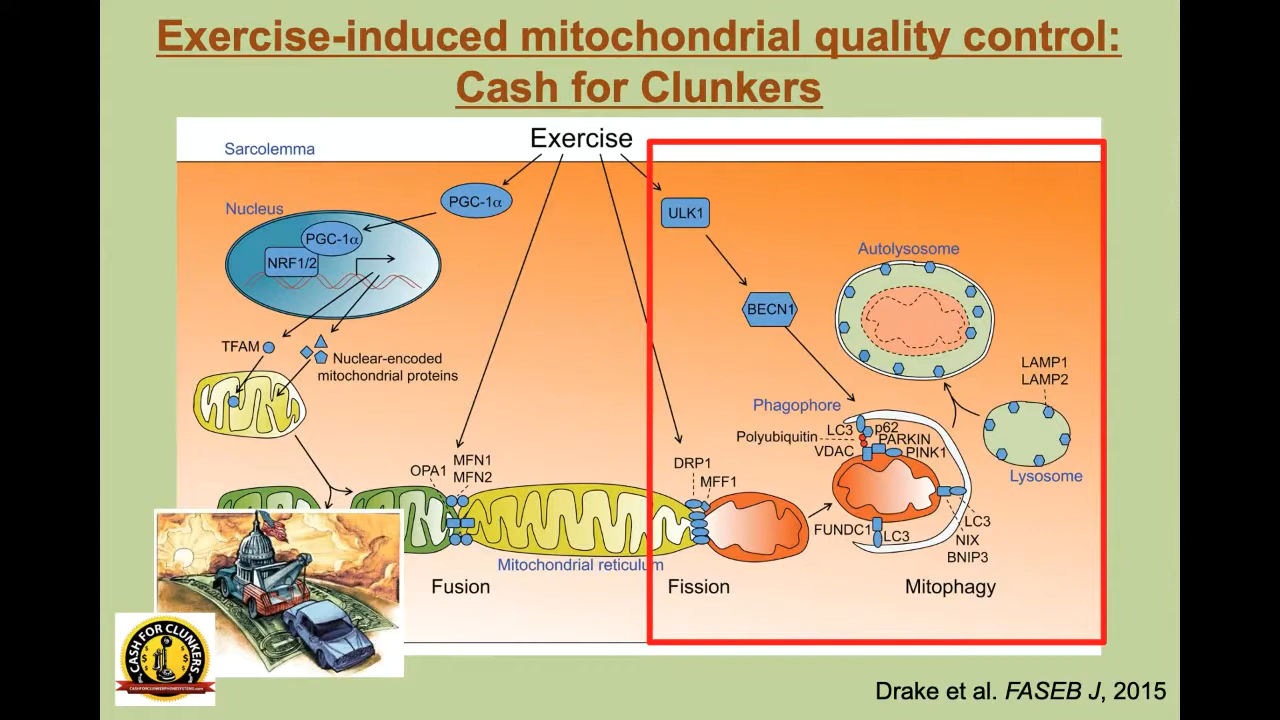 Exercise-induced mitochondrial quality control:
Cash for Clunkers
Exercise
Sarcolemma
PGC-1α
ULK1
Nucleus
PGC-1α
NRF1/2
Autolysosome
BECN1
TFAM
Nuclear-encoded
mitochondrial proteins
LAMP1
LAMP2
Phagophore
LC3
p62
Polyubiquitin
PARKIN
VDAC
PINK1
OPA1
MFN1
MFN2
DRP1
MFF1
Lysosome
FUNDC1
LC3
LC3
NIX
BNIP3
Mitochondrial reticulum
Fusion
Fission
Mitophagy
CASH FOR CLUNKERS
CASHFORCLUNKERPHONESYSTEMS.com
Drake et al. FASEB J, 2015